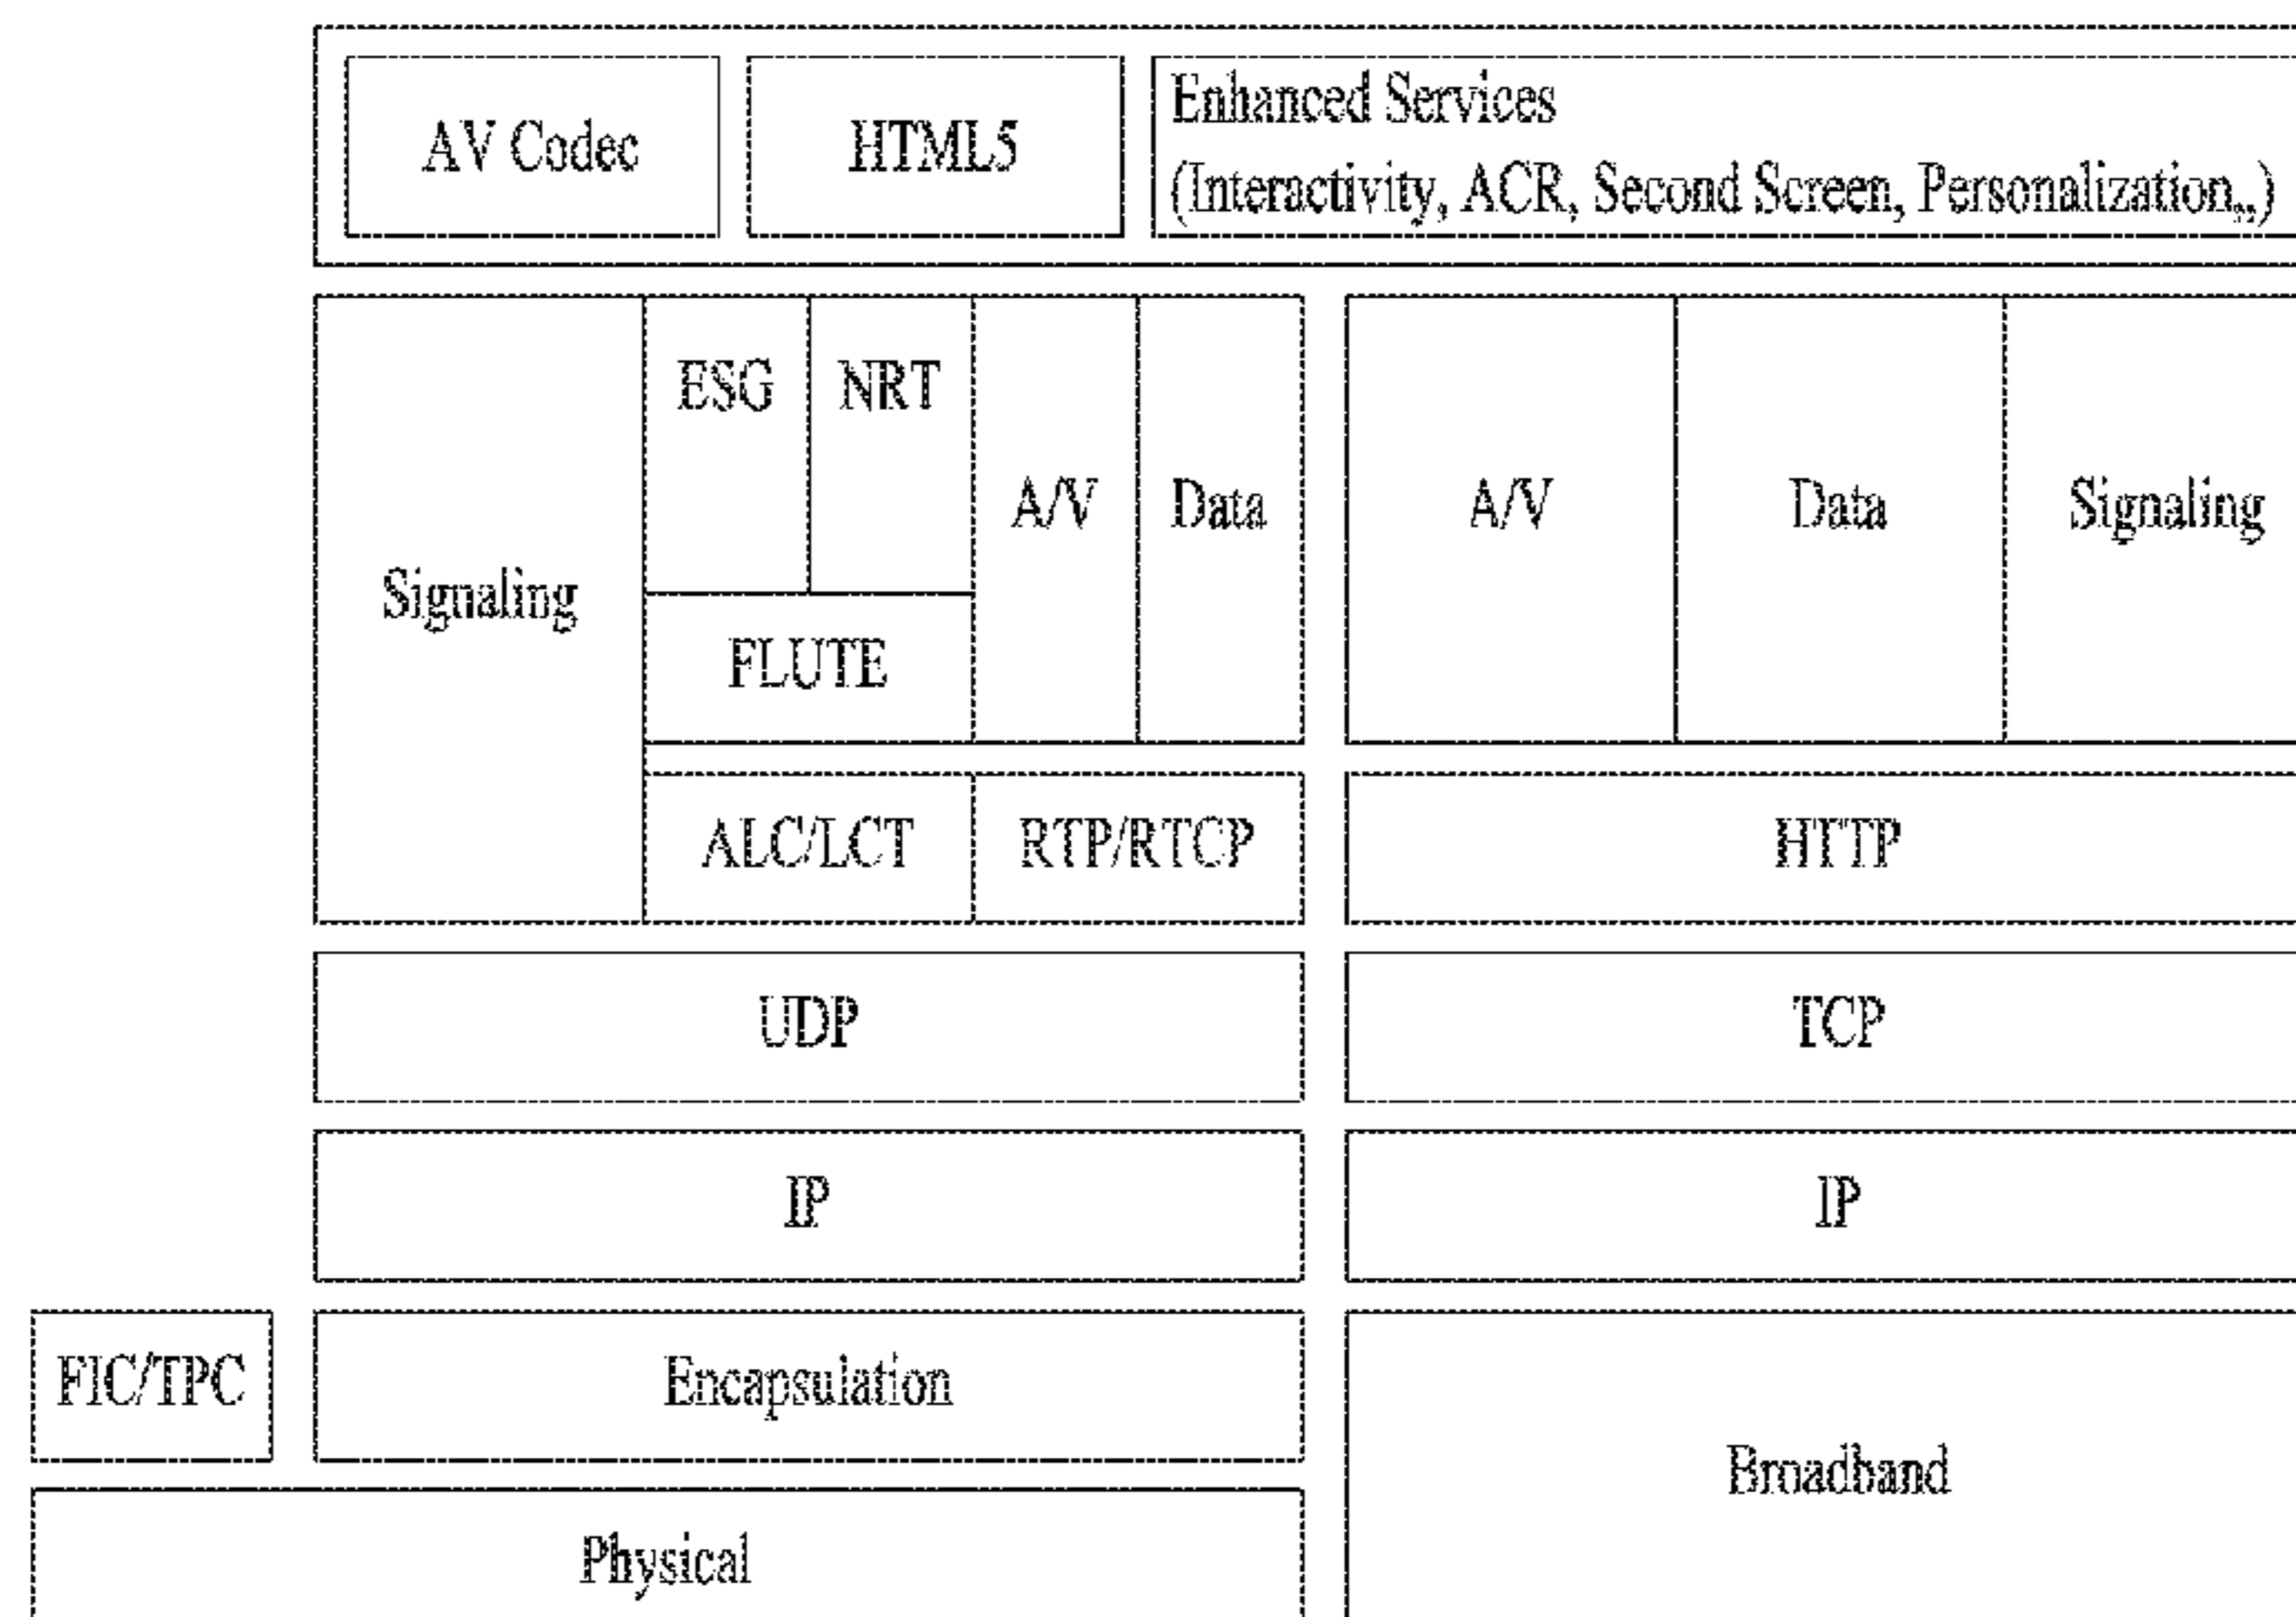 AV Codec
HTML5
Enhanced Services
(Interactivity, ACR, Second Screen, Personalization,,,)
Signaling
ESG
NRT
FLUTE
A/V
Data
ALC/LCT
RTP/RTCP
A/V
Data
Signaling
HTTP
UDP
TCP
IP
IP
FIC/TPC
Encapsulation
Broadband
Physical